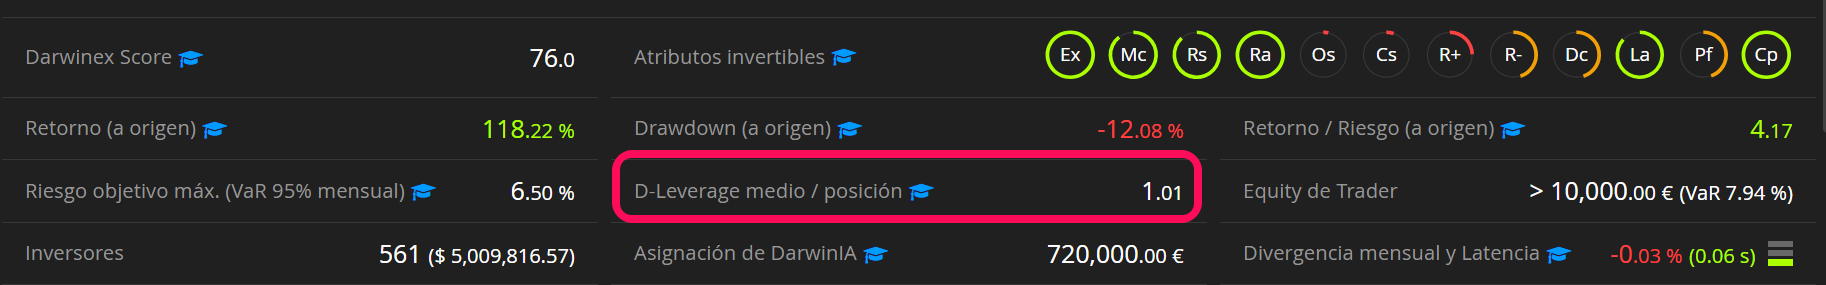 Darwinex Score 76.0 Atributos invertibles Ex Mc Rs Ra Os Cs R+ R- Dc La Pf Cp
Retorno (a origen) 118.22 % Drawdown (a origen) -12.08 % Retorno / Riesgo (a origen) 4.17
Riesgo objetivo máx. (VaR 95% mensual) 6.50 % D-Leverage medio / posición 1.01 Equity de Trader > 10,000.00 € (VaR 7.94 %)
Inversores 561 ($ 5,009,816.57) Asignación de DarwinIA 720,000.00 € Divergencia mensual y Latencia -0.03 % (0.06 s)